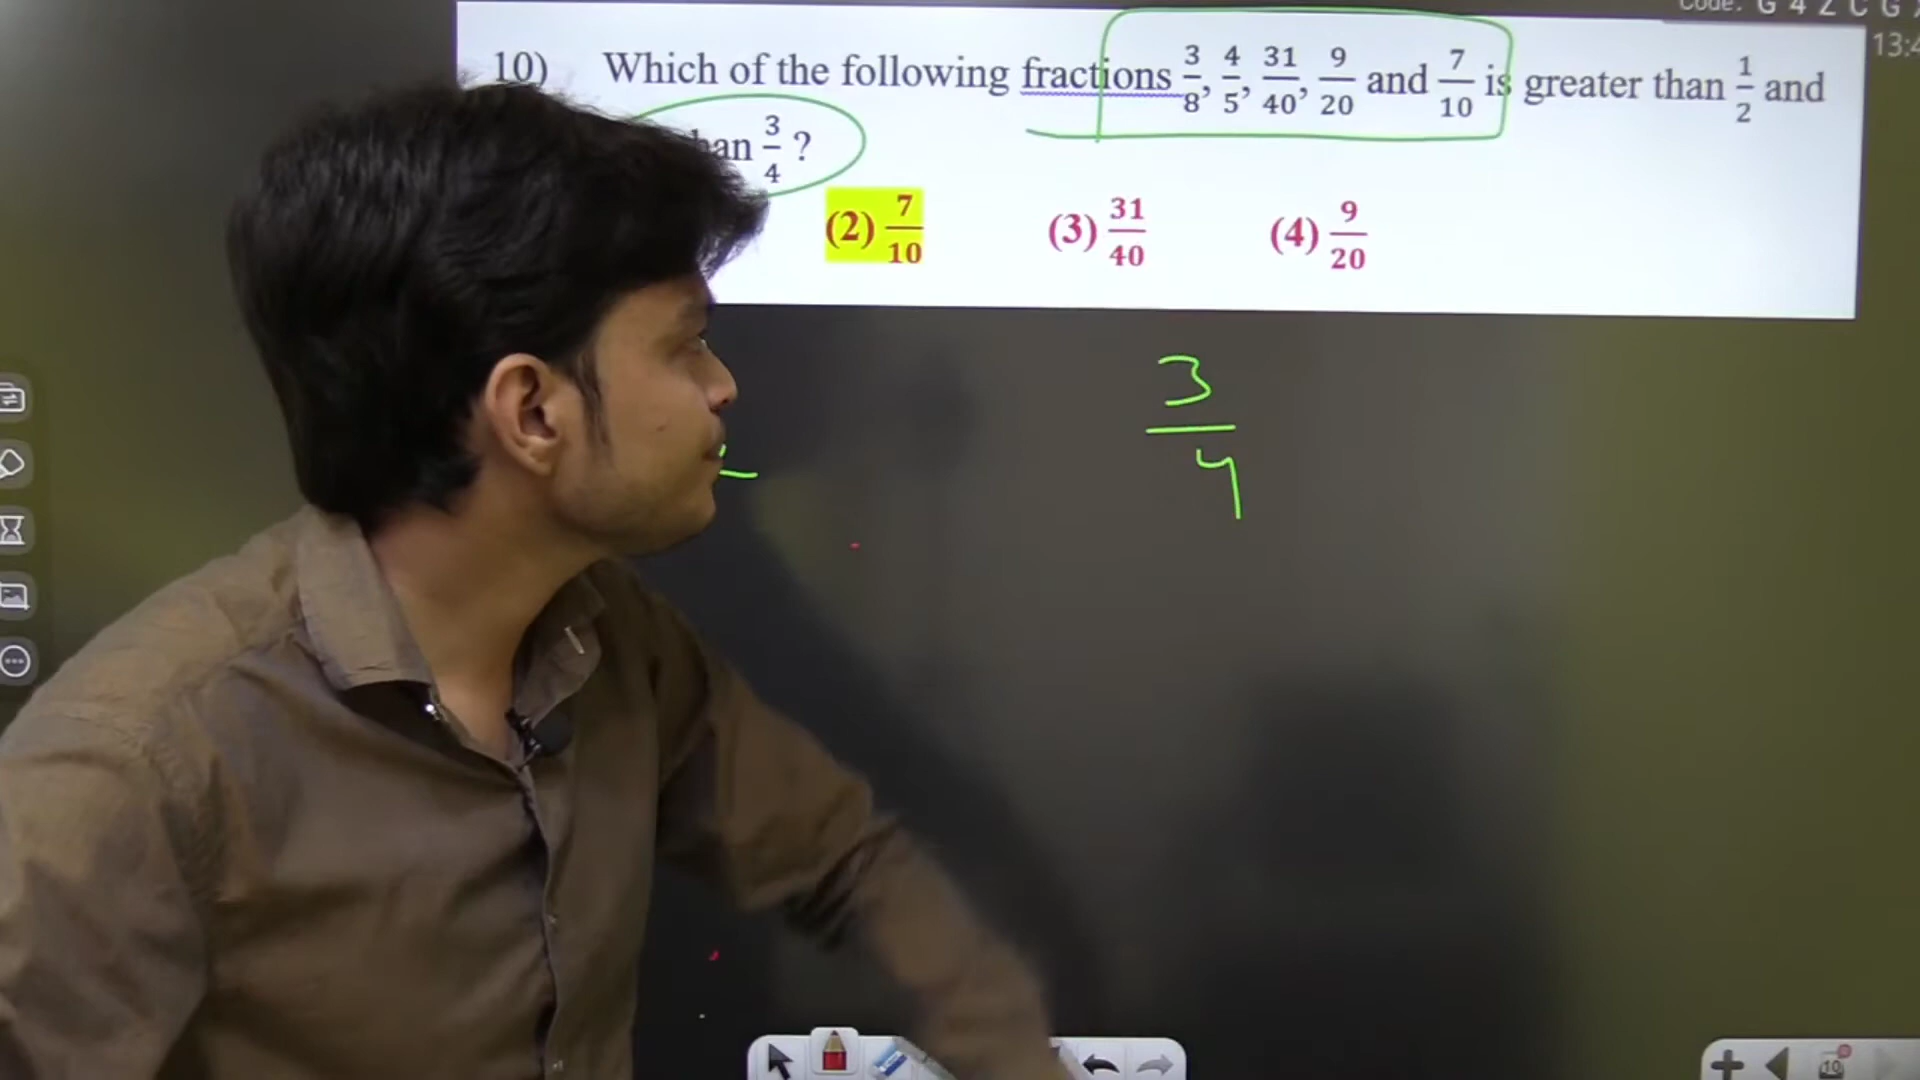 Code: G 4 Z C G
13:4
10) Which of the following fractions 3/8, 4/5, 31/40, 9/20 and 7/10 is greater than 1/2 and
than 3/4 ?
(2) 7/10 (3) 31/40 (4) 9/20
3/4
10